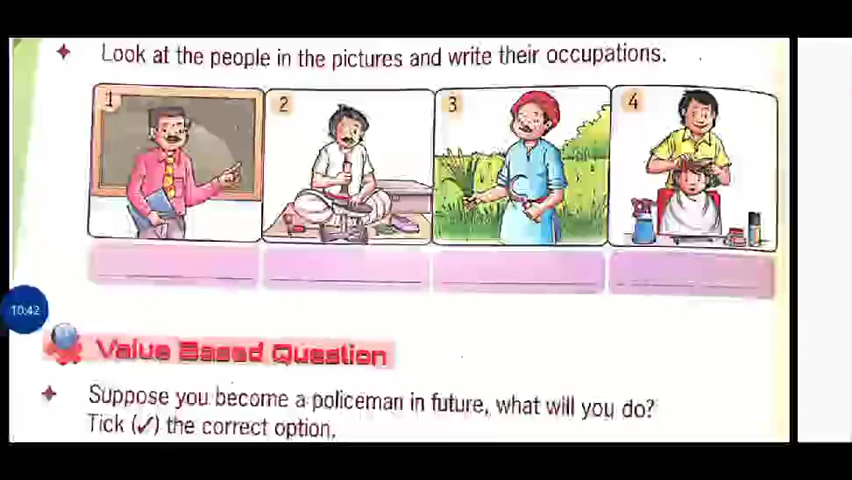 Look at the people in the pictures and write their occupations.
1 2 3 4
10:42
Value Based Question
Suppose you become a policeman in future, what will you do?
Tick (✓) the correct option.